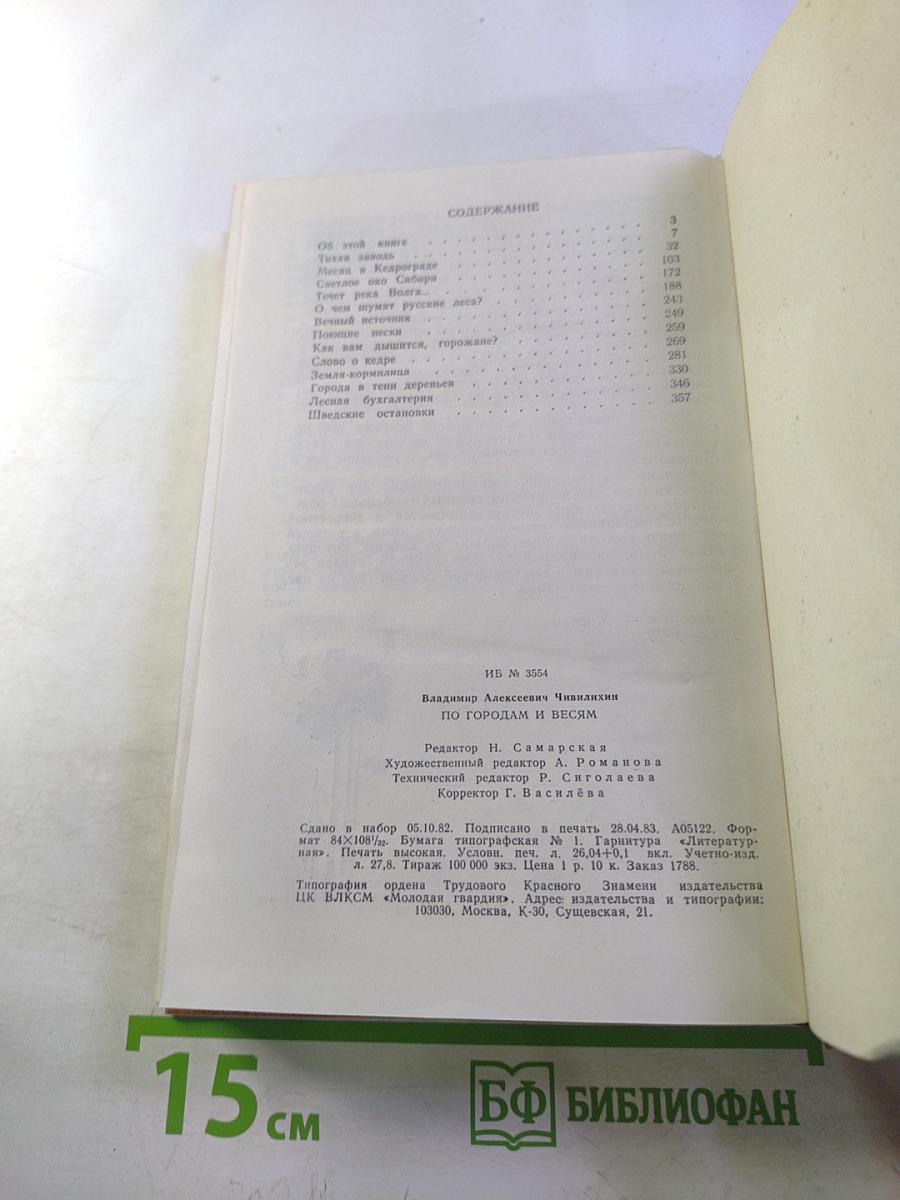 СОДЕРЖАНИЕ
Об этой книге . . . . . . . . . . . . . 3
Тихая заводь . . . . . . . . . . . . . 7
Месяц в Кедрограде . . . . . . . . . . . . . 32
Светлое око Сибири . . . . . . . . . . . . . 103
Течет река Волга... . . . . . . . . . . . . . 172
О чем шумят русские леса? . . . . . . . . . . 188
Вечный источник . . . . . . . . . . . . . 243
Поющие пески . . . . . . . . . . . . . 249
Как вам дышится, горожане? . . . . . . . . . . 259
Слово о кедре . . . . . . . . . . . . . 269
Земля-кормилица . . . . . . . . . . . . . 281
Города в тени деревьев . . . . . . . . . . . 330
Лесная бухгалтерия . . . . . . . . . . . . . 346
Шведские остановки . . . . . . . . . . . . . 357
ИБ № 3554
Владимир Алексеевич Чивилихин
ПО ГОРОДАМ И ВЕСЯМ
Редактор Н. Самарская
Художественный редактор А. Романова
Технический редактор Р. Сиголаева
Корректор Г. Василёва
Сдано в набор 05.10.82. Подписано в печать 28.04.83. А05122. Фор-
мат 84×108¹/₃₂. Бумага типографская № 1. Гарнитура «Литератур-
ная». Печать высокая. Условн. печ. л. 26,04+0,1 вкл. Учетно-изд.
л. 27,8. Тираж 100 000 экз. Цена 1 р. 10 к. Заказ 1788.
Типография ордена Трудового Красного Знамени издательства
ЦК ВЛКСМ «Молодая гвардия». Адрес издательства и типографии:
103030, Москва, К-30, Сущевская, 21.
15 см
БФ БИБЛИОФАН